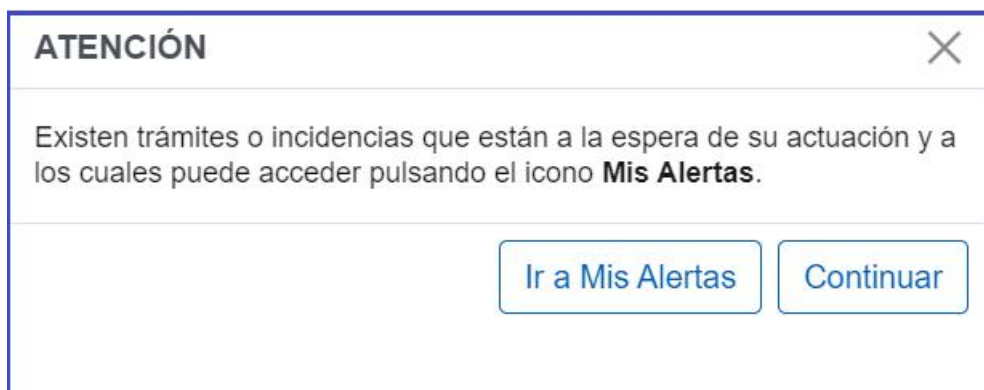 ATENCIÓN
Existen trámites o incidencias que están a la espera de su actuación y a
los cuales puede acceder pulsando el icono Mis Alertas.
Ir a Mis Alertas
Continuar